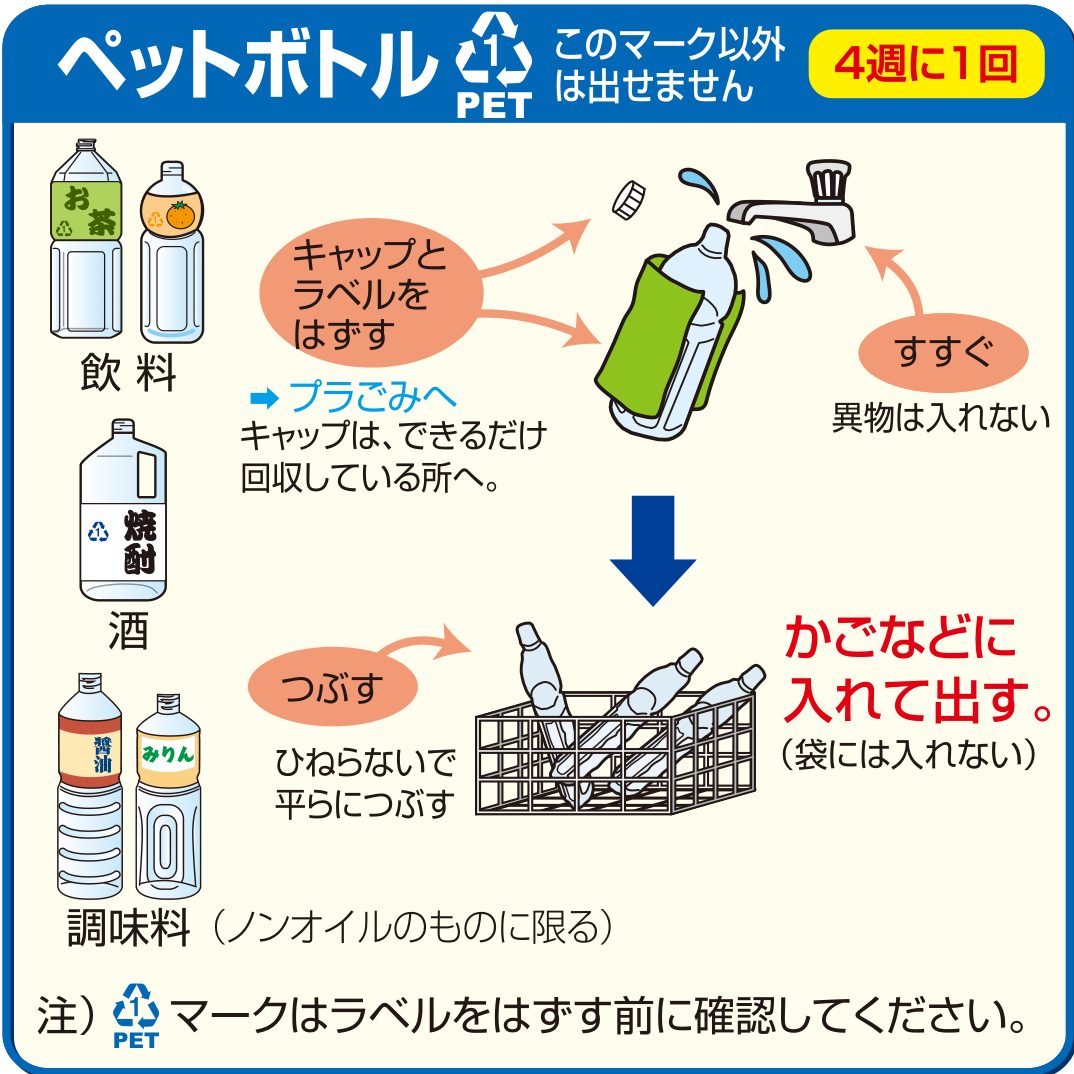 ペットボトル
1
PET
このマーク以外
は出せません
4週に1回
お茶
1
1
飲料
キャップと
ラベルを
はずす
➡ プラごみへ
キャップは、できるだけ
回収している所へ。
すすぐ
異物は入れない
1
焼酎
酒
つぶす
ひねらないで
平らにつぶす
かごなどに
入れて出す。
（袋には入れない）
醤油
みりん
調味料（ノンオイルのものに限る）
注）1 PET マークはラベルをはずす前に確認してください。